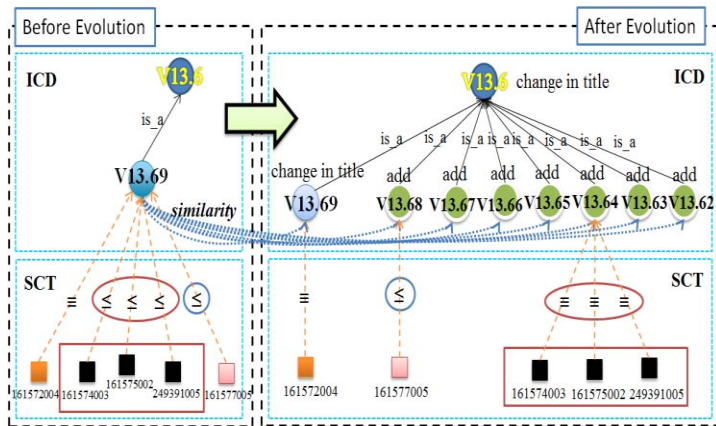 Before Evolution
After Evolution
ICD
V13.6
is_a
V13.69
similarity
SCT
≡
≤ ≤ ≤
≤
161572004
161574003
161575002
249391005
161577005
ICD
V13.6
change in title
is_a
is_a
is_a
is_a
is_a
is_a
is_a
is_a
change in title
add
add
add
add
add
add
add
V13.69
V13.68
V13.67
V13.66
V13.65
V13.64
V13.63
V13.62
SCT
≡
≤
≡ ≡ ≡
161572004
161577005
161574003
161575002
249391005